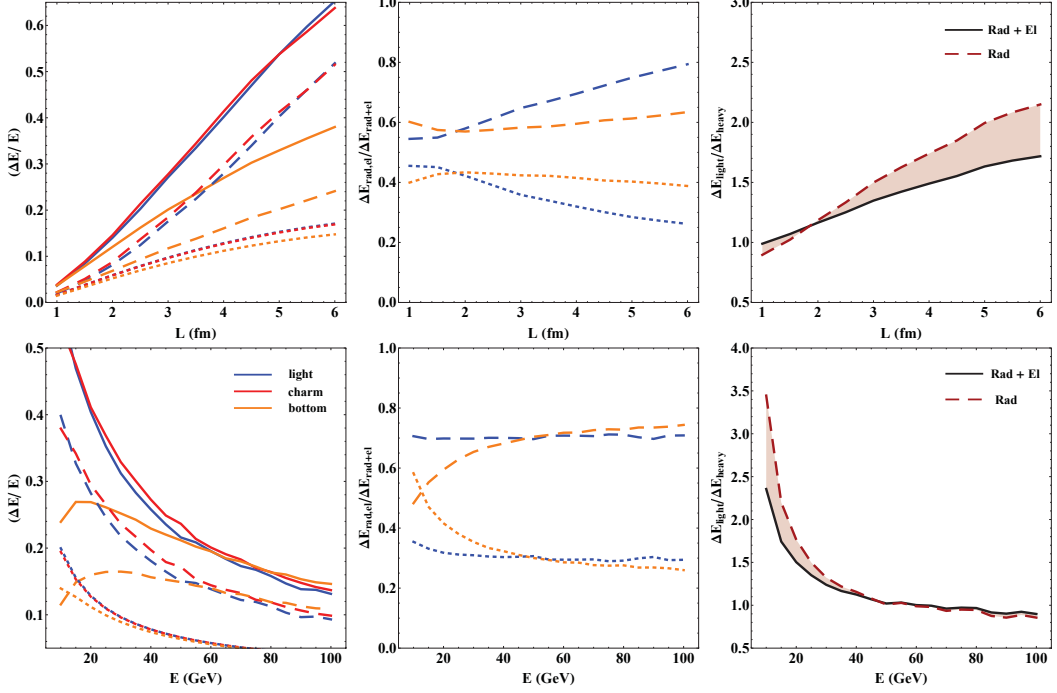 (ΔE/E)
0.6
0.5
0.4
0.3
0.2
0.1
0.0
1 2 3 4 5 6
L (fm)
ΔE_rad,el/ΔE_rad+el
1.0
0.8
0.6
0.4
0.2
0.0
1 2 3 4 5 6
L (fm)
ΔE_light/ΔE_heavy
3.0
2.5
2.0
1.5
1.0
0.5
1 2 3 4 5 6
L (fm)
Rad + El
Rad
(ΔE/ E)
0.5
0.4
0.3
0.2
0.1
20 40 60 80 100
E (GeV)
light
charm
bottom
ΔE_rad,el/ΔE_rad+el
1.0
0.8
0.6
0.4
0.2
0.0
20 40 60 80 100
E (GeV)
ΔE_light/ΔE_heavy
4.0
3.5
3.0
2.5
2.0
1.5
1.0
0.5
20 40 60 80 100
E (GeV)
Rad + El
Rad